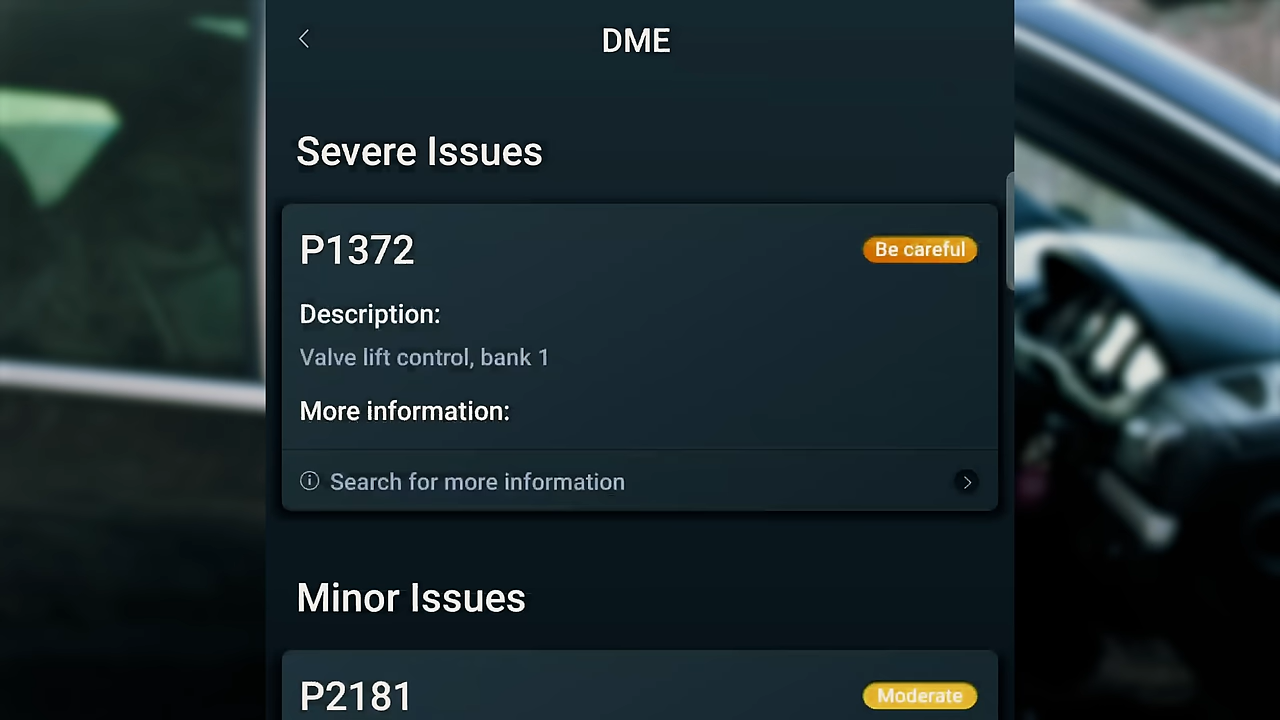 DME
Severe Issues
P1372
Be careful
Description:
Valve lift control, bank 1
More information:
Search for more information
Minor Issues
P2181
Moderate